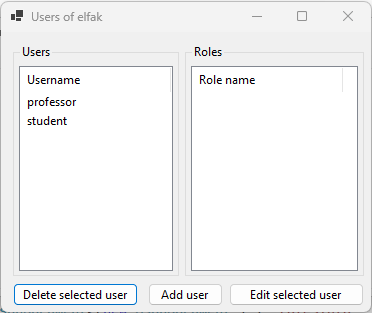 Users of elfak
Users
Roles
Username
Role name
professor
student
Delete selected user
Add user
Edit selected user